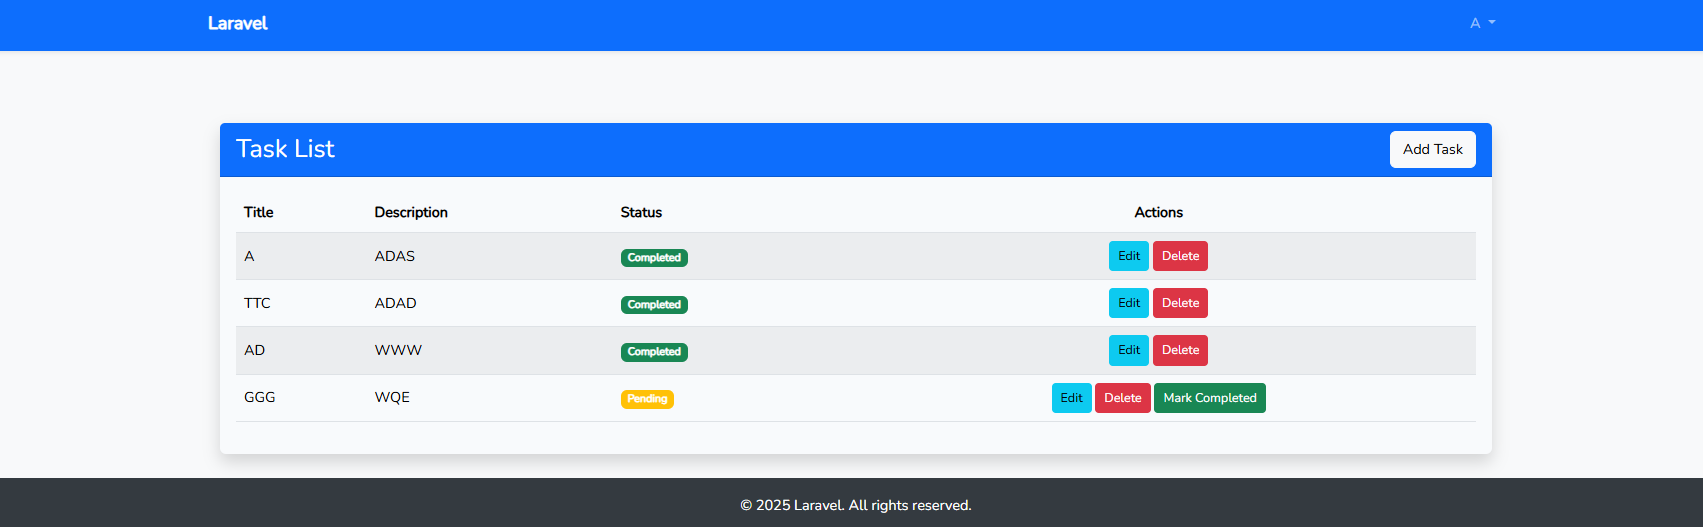 Laravel A
Task List Add Task
Title Description Status Actions
A ADAS Completed Edit Delete
TTC ADAD Completed Edit Delete
AD WWW Completed Edit Delete
GGG WQE Pending Edit Delete Mark Completed
© 2025 Laravel. All rights reserved.